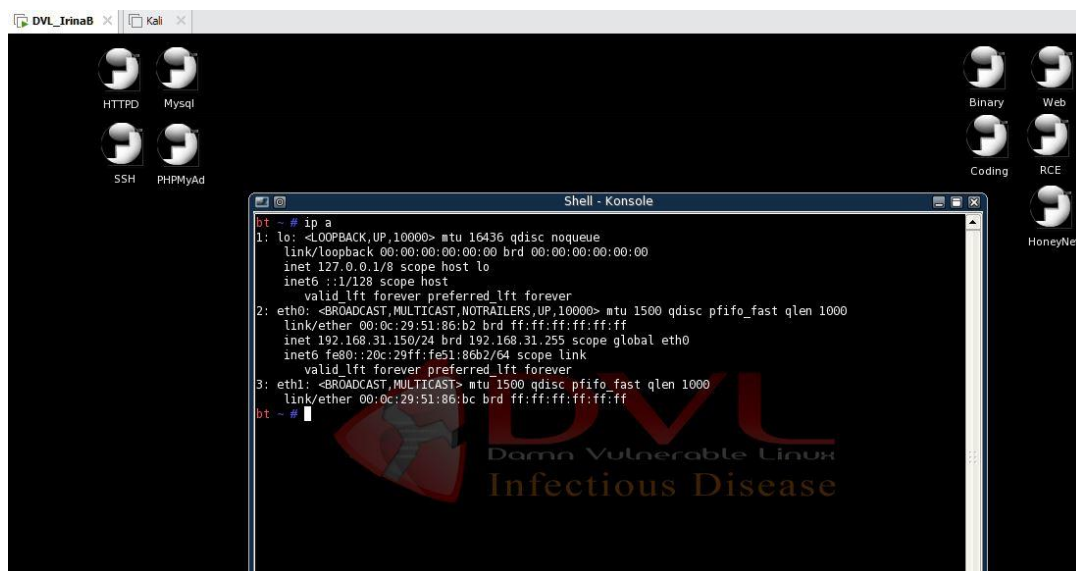 DVL_IrinaB Kali
HTTPD Mysql
SSH PHPMyAd
Binary Web
Coding RCE
HoneyNe
Shell - Konsole
bt ~ # ip a
1: lo: <LOOPBACK,UP,10000> mtu 16436 qdisc noqueue
link/loopback 00:00:00:00:00:00 brd 00:00:00:00:00:00
inet 127.0.0.1/8 scope host lo
inet6 ::1/128 scope host
valid_lft forever preferred_lft forever
2: eth0: <BROADCAST,MULTICAST,NOTRAILERS,UP,10000> mtu 1500 qdisc pfifo_fast qlen 1000
link/ether 00:0c:29:51:86:b2 brd ff:ff:ff:ff:ff:ff
inet 192.168.31.150/24 brd 192.168.31.255 scope global eth0
inet6 fe80::20c:29ff:fe51:86b2/64 scope link
valid_lft forever preferred_lft forever
3: eth1: <BROADCAST,MULTICAST> mtu 1500 qdisc pfifo_fast qlen 1000
link/ether 00:0c:29:51:86:bc brd ff:ff:ff:ff:ff:ff
bt ~ #
DVL
Damn Vulnerable Linux
Infectious Disease